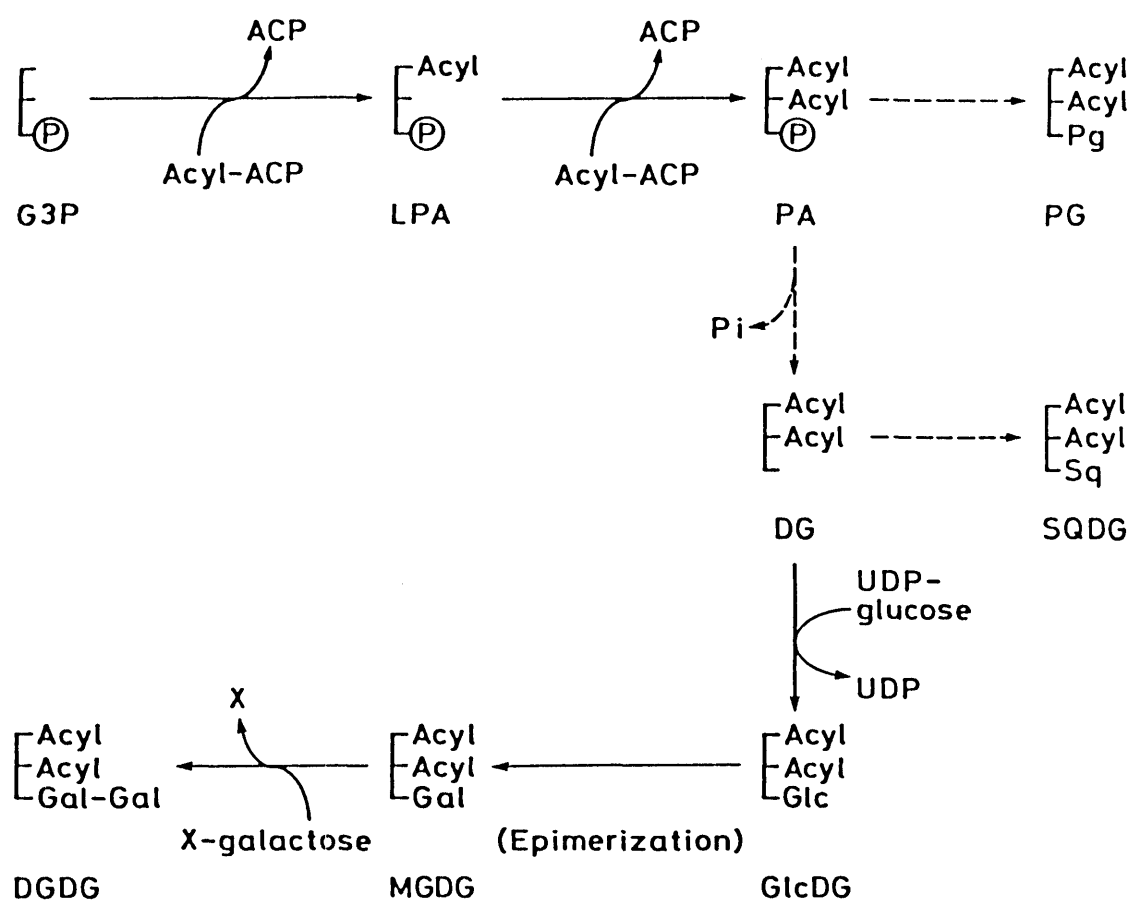 ACP
ACP
Acyl
Acyl
Acyl
Acyl
Acyl
P
P
P
Pg
Acyl-ACP
Acyl-ACP
G3P
LPA
PA
PG
Pi
Acyl
Acyl
Acyl
Acyl
Sq
DG
SQDG
UDP-
glucose
UDP
X
Acyl
Acyl
Gal-Gal
Acyl
Acyl
Gal
Acyl
Acyl
Glc
X-galactose
(Epimerization)
DGDG
MGDG
GlcDG